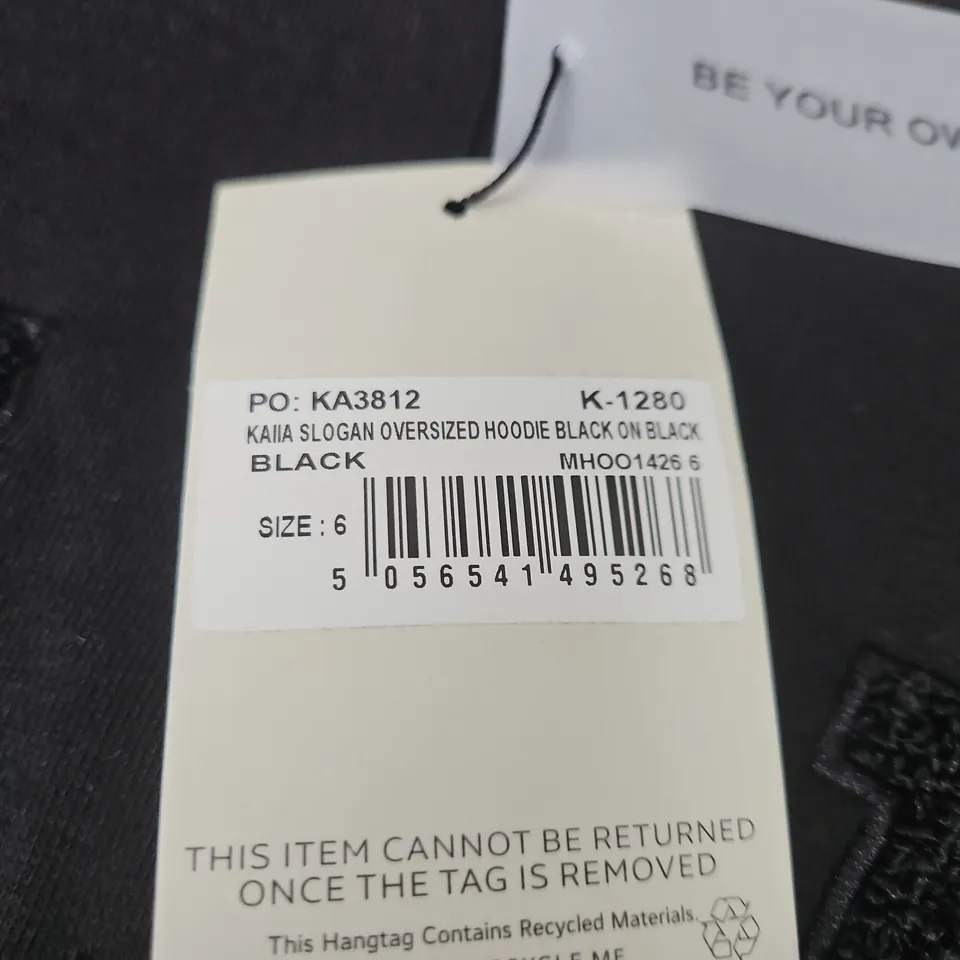 BE YOUR
PO: KA3812 K-1280
KAIIA SLOGAN OVERSIZED HOODIE BLACK ON BLACK
BLACK MHOO1426 6
SIZE : 6
5 056541 495268
THIS ITEM CANNOT BE RETURNED
ONCE THE TAG IS REMOVED
This Hangtag Contains Recycled Materials.
ME